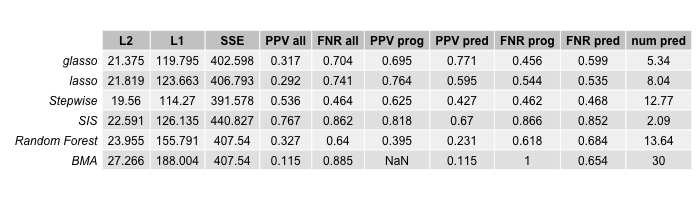 L2 L1 SSE PPV all FNR all PPV prog PPV pred FNR prog FNR pred num pred
glasso 21.375 119.795 402.598 0.317 0.704 0.695 0.771 0.456 0.599 5.34
lasso 21.819 123.663 406.793 0.292 0.741 0.764 0.595 0.544 0.535 8.04
Stepwise 19.56 114.27 391.578 0.536 0.464 0.625 0.427 0.462 0.468 12.77
SIS 22.591 126.135 440.827 0.767 0.862 0.818 0.67 0.866 0.852 2.09
Random Forest 23.955 155.791 407.54 0.327 0.64 0.395 0.231 0.618 0.684 13.64
BMA 27.266 188.004 407.54 0.115 0.885 NaN 0.115 1 0.654 30